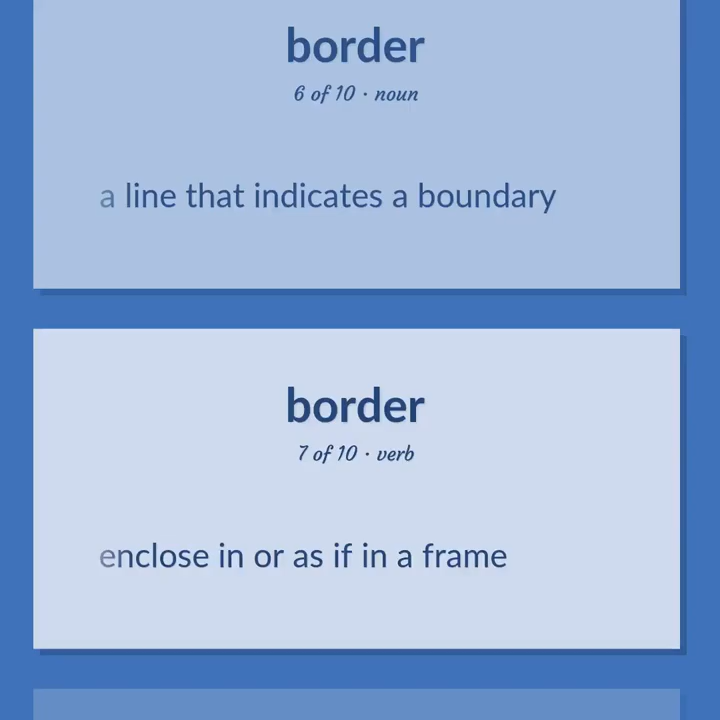 border
6 of 10 · noun
a line that indicates a boundary
border
7 of 10 · verb
enclose in or as if in a frame